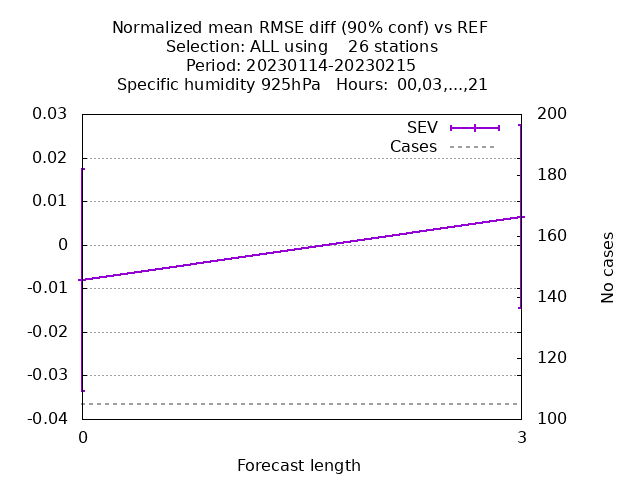 Normalized mean RMSE diff (90% conf) vs REF
Selection: ALL using    26 stations
Period: 20230114-20230215
Specific humidity 925hPa   Hours: 00,03,...,21
SEV
Cases
0.03
0.02
0.01
0
-0.01
-0.02
-0.03
-0.04
200
180
160
140
120
100
No cases
0
3
Forecast length